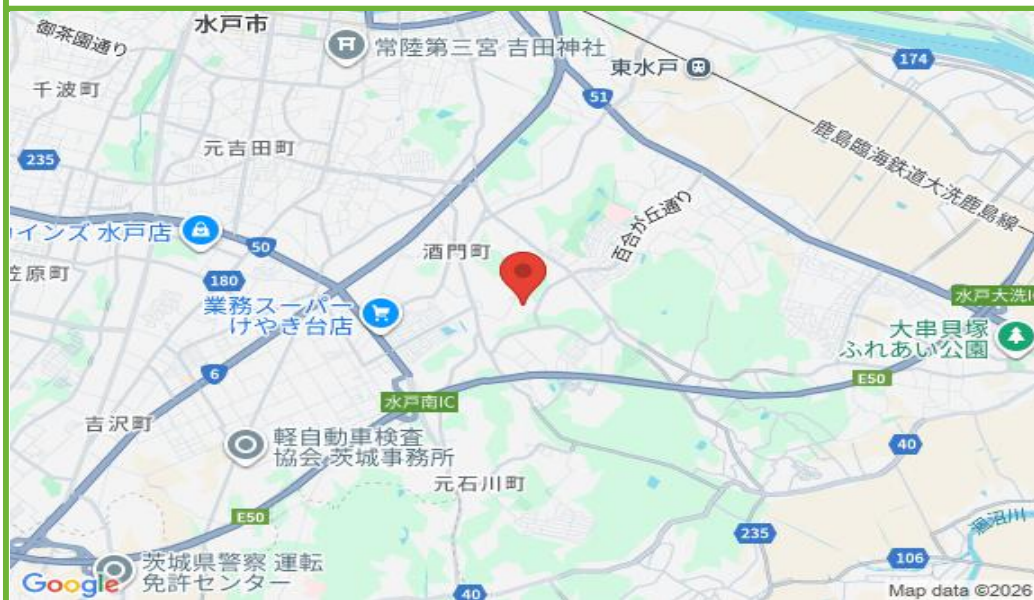 水戸市
御茶園通り
常陸第三宮 吉田神社
東水戸
174
千波町
51
元吉田町
235
鹿島臨海鉄道大洗鹿島線
百合が丘通り
インズ 水戸店
50
酒門町
笠原町
180
業務スーパー
けやき台店
水戸大洗I
大串貝塚
ふれあい公園
6
E50
水戸南IC
吉沢町
軽自動車検査
協会 茨城事務所
40
元石川町
E50
涸沼川
235
茨城県警察 運転
免許センター
106
Google
40
Map data ©2026